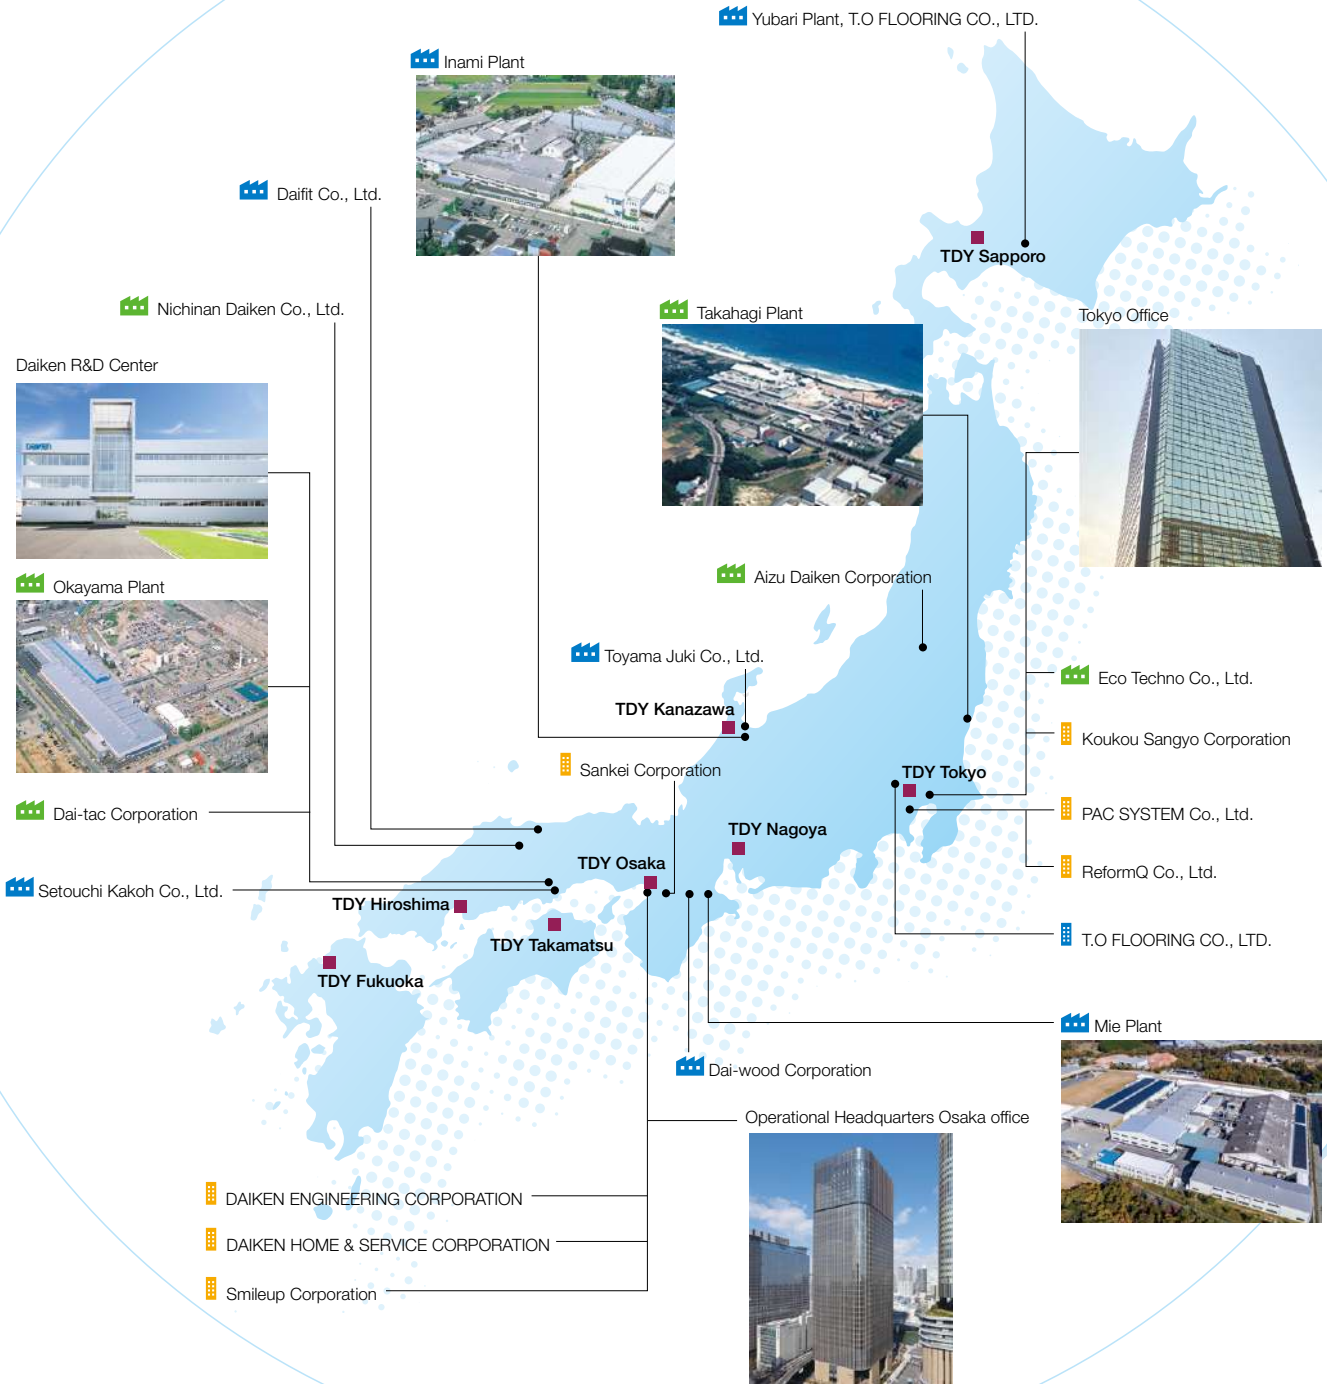 Yubari Plant, T.O FLOORING CO., LTD.
Inami Plant
Daifit Co., Ltd.
TDY Sapporo
Nichinan Daiken Co., Ltd.
Takahagi Plant
Tokyo Office
Daiken R&D Center
DAIKEN
Okayama Plant
Aizu Daiken Corporation
Toyama Juki Co., Ltd.
Eco Techno Co., Ltd.
TDY Kanazawa
Koukou Sangyo Corporation
Sankei Corporation
TDY Tokyo
Dai-tac Corporation
PAC SYSTEM Co., Ltd.
TDY Nagoya
TDY Osaka
ReformQ Co., Ltd.
Setouchi Kakoh Co., Ltd.
TDY Hiroshima
TDY Takamatsu
T.O FLOORING CO., LTD.
TDY Fukuoka
Mie Plant
Dai-wood Corporation
Operational Headquarters Osaka office
DAIKEN ENGINEERING CORPORATION
DAIKEN HOME & SERVICE CORPORATION
Smileup Corporation